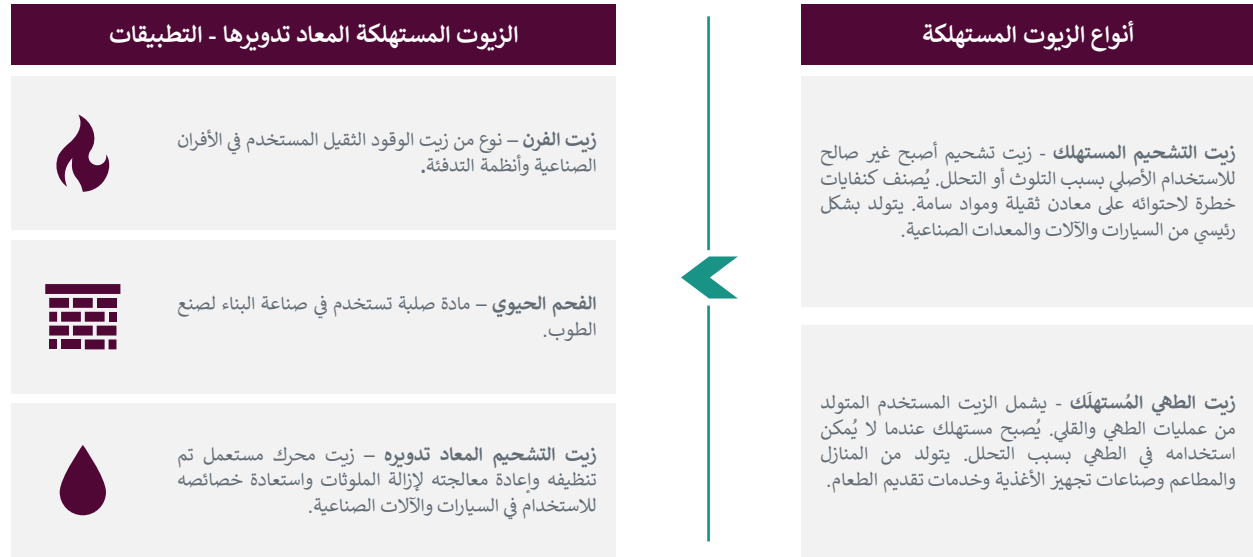 أنواع الزيوت المستهلكة
زيت التشحيم المستهلك - زيت تشحيم أصبح غير صالح
للاستخدام الأصلي بسبب التلوث أو التحلل. يُصنف كنفايات
خطرة لاحتوائه على معادن ثقيلة ومواد سامة. يتولد بشكل
رئيسي من السيارات والآلات والمعدات الصناعية.
زيت الطهي المُستهلَك - يشمل الزيت المستخدم المتولد
من عمليات الطهي والقلي. يُصبح مستهلك عندما لا يُمكن
استخدامه في الطهي بسبب التحلل. يتولد من المنازل
والمطاعم وصناعات تجهيز الأغذية وخدمات تقديم الطعام.
الزيوت المستهلكة المعاد تدويرها - التطبيقات
زيت الفرن – نوع من زيت الوقود الثقيل المستخدم في الأفران
الصناعية وأنظمة التدفئة.
الفحم الحيوي – مادة صلبة تستخدم في صناعة البناء لصنع
الطوب.
زيت التشحيم المعاد تدويره – زيت محرك مستعمل تم
تنظيفه وإعادة معالجته لإزالة الملوثات واستعادة خصائصه
للاستخدام في السيارات والآلات الصناعية.